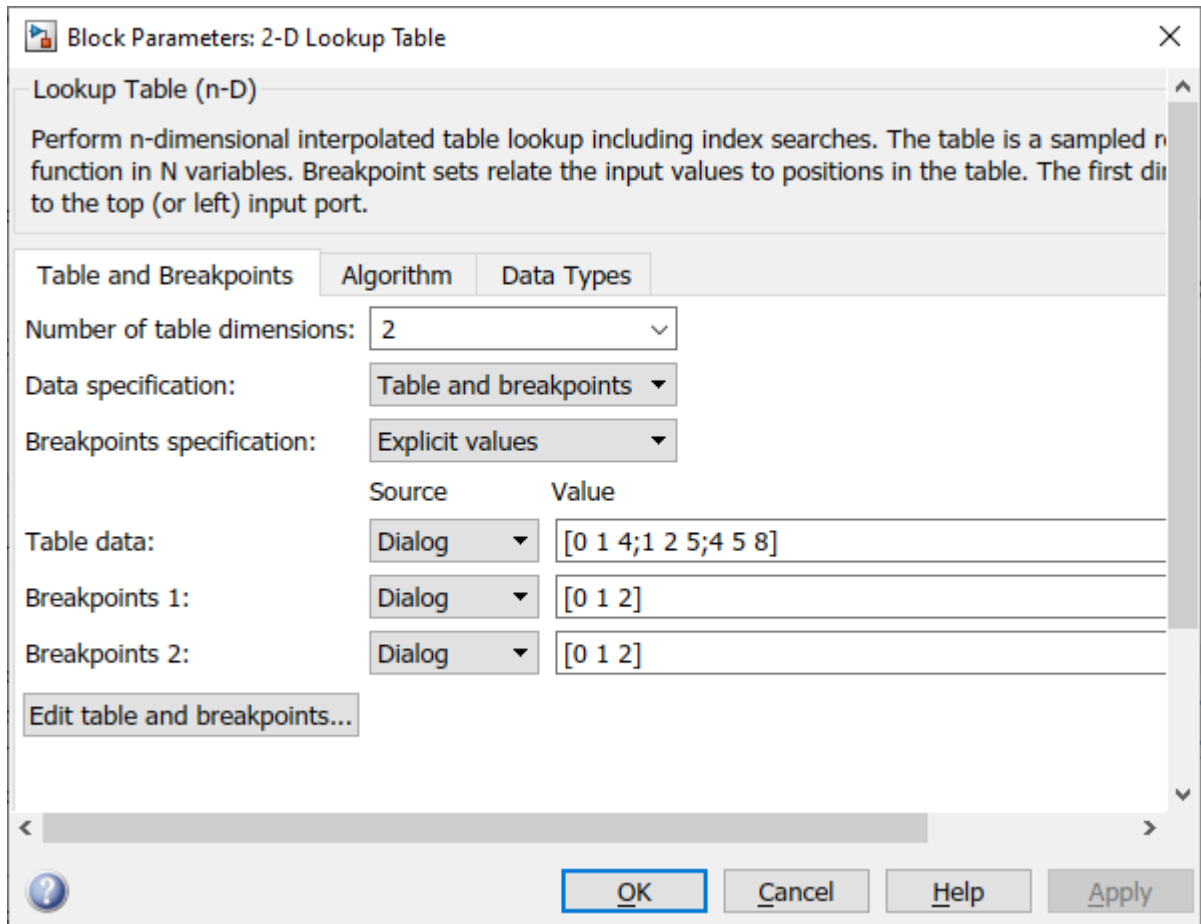 Block Parameters: 2-D Lookup Table
Lookup Table (n-D)
Perform n-dimensional interpolated table lookup including index searches. The table is a sampled
function in N variables. Breakpoint sets relate the input values to positions in the table. The first
to the top (or left) input port.
Table and Breakpoints Algorithm Data Types
Number of table dimensions: 2
Data specification: Table and breakpoints
Breakpoints specification: Explicit values
Source Value
Table data: Dialog [0 1 4;1 2 5;4 5 8]
Breakpoints 1: Dialog [0 1 2]
Breakpoints 2: Dialog [0 1 2]
Edit table and breakpoints...
OK Cancel Help Apply